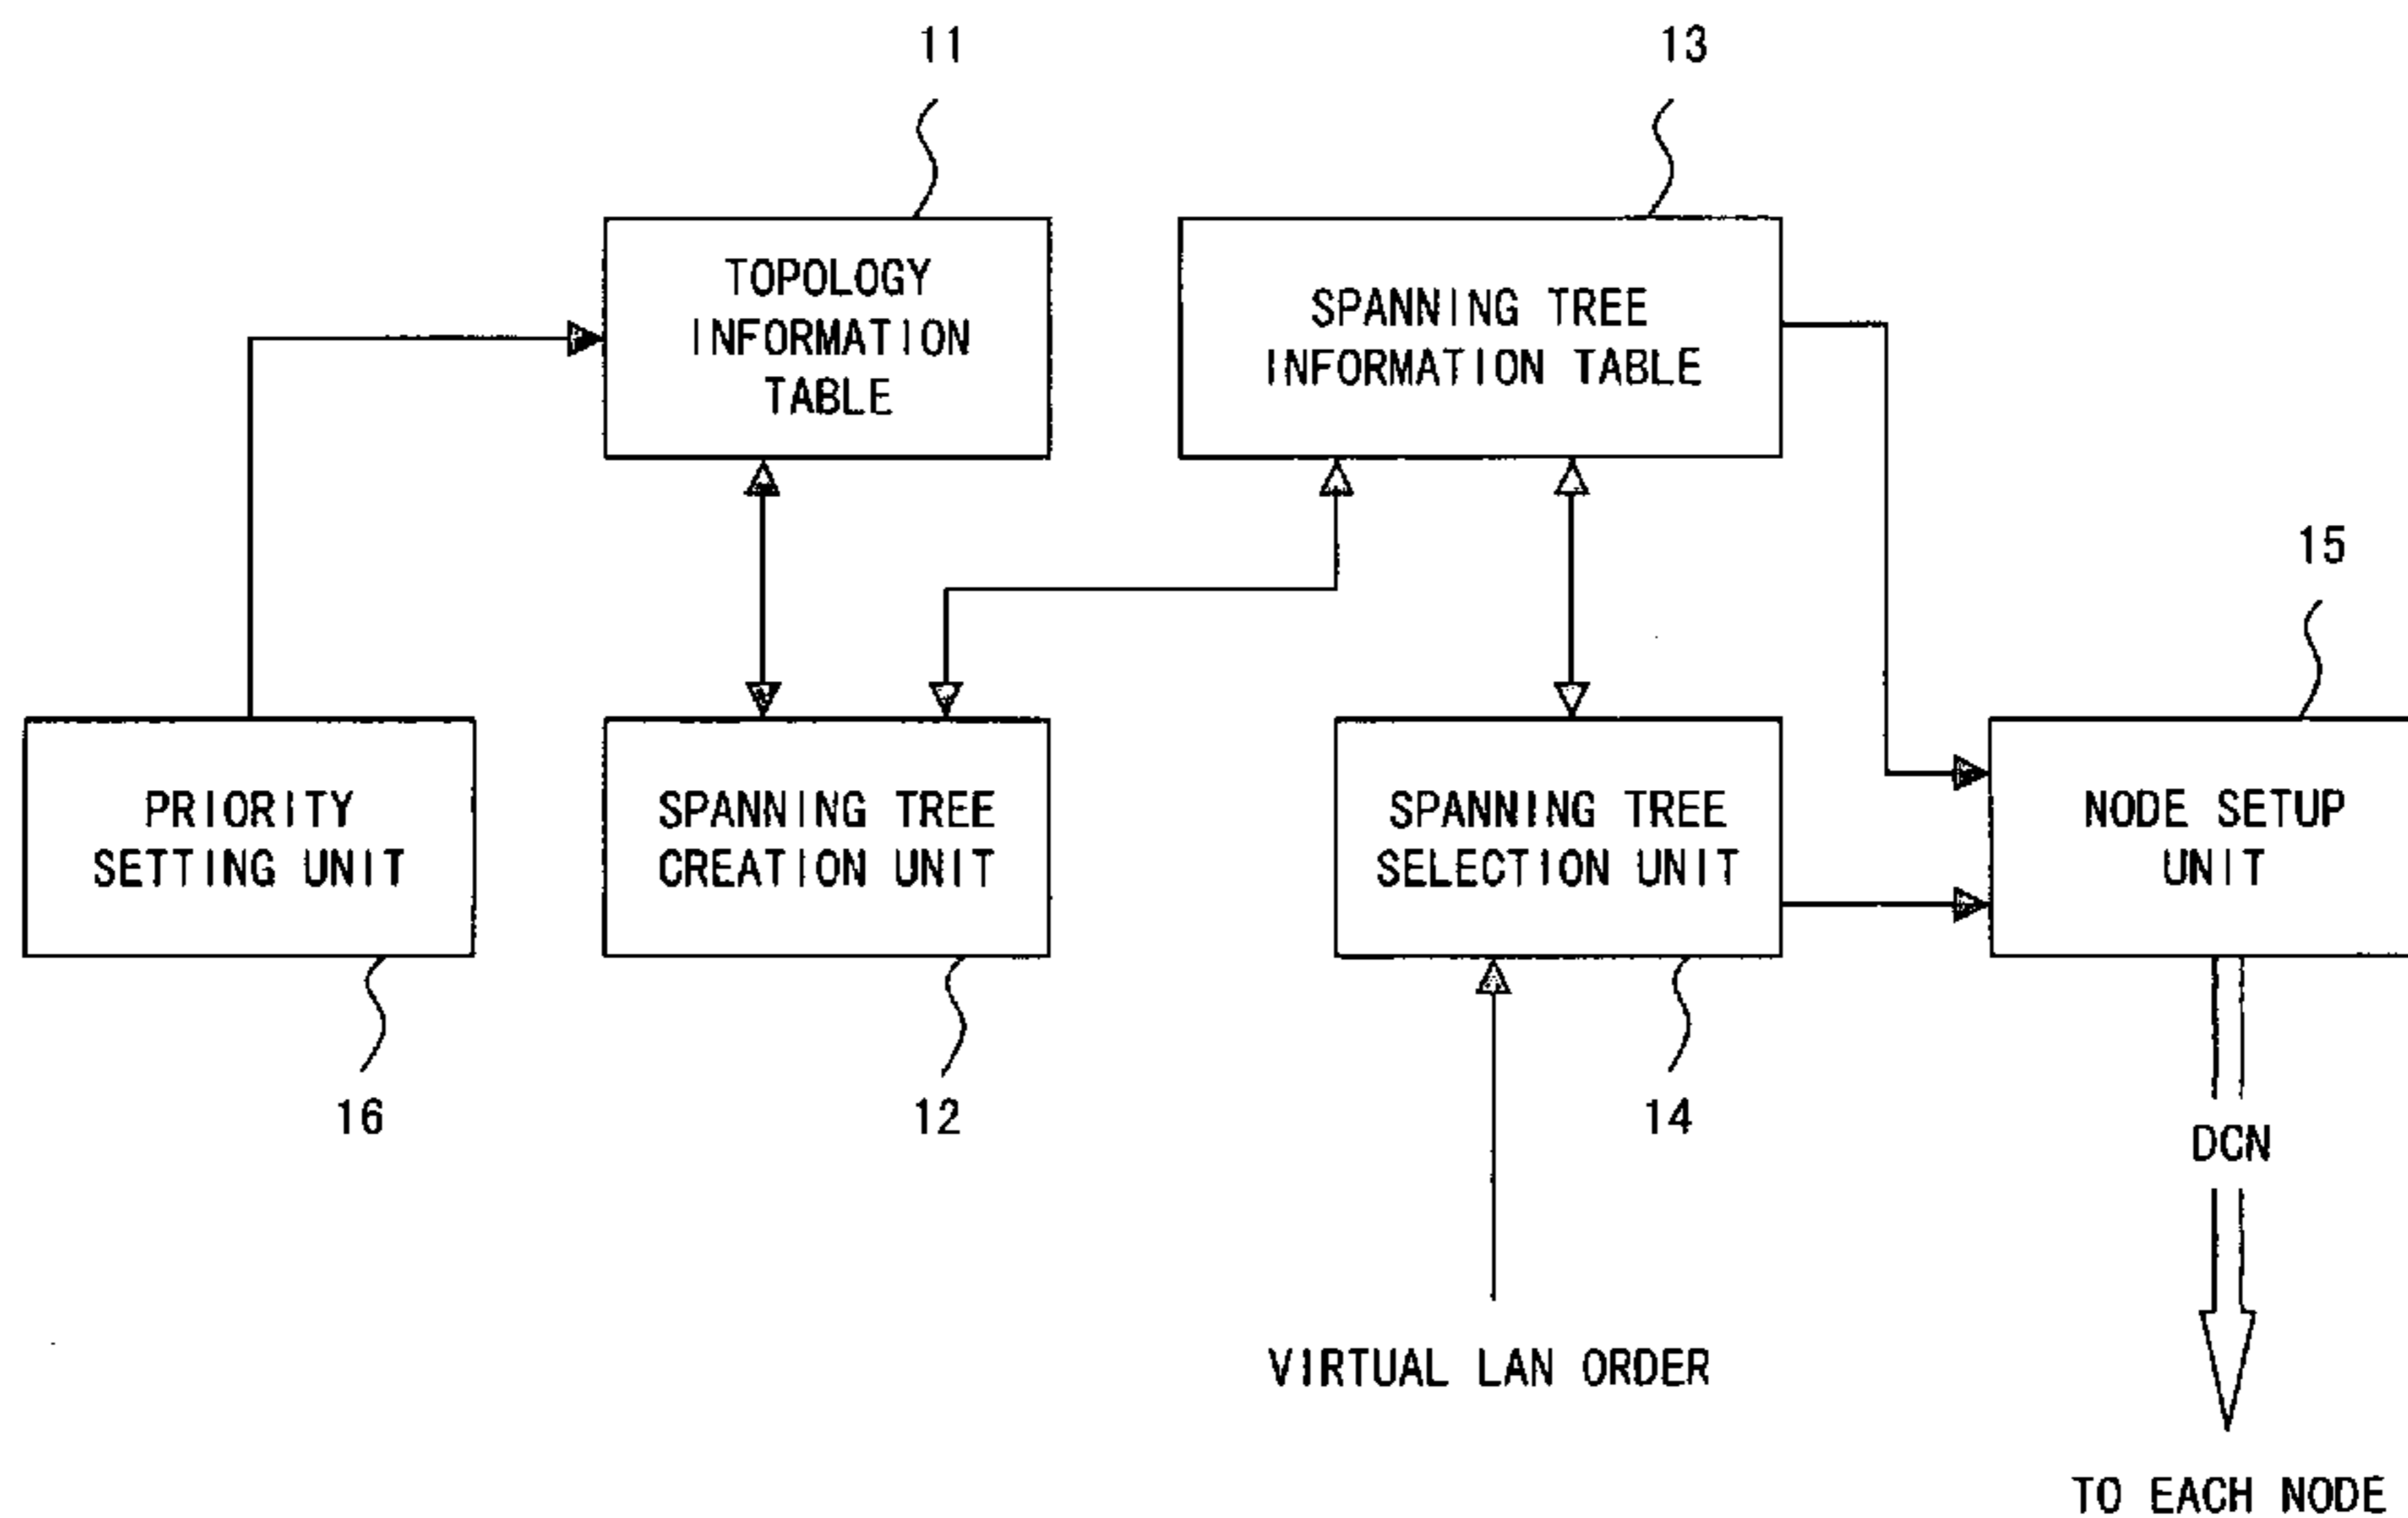 11
13
TOPOLOGY
INFORMATION
TABLE
SPANNING TREE
INFORMATION TABLE
15
PRIORITY
SETTING UNIT
SPANNING TREE
CREATION UNIT
SPANNING TREE
SELECTION UNIT
NODE SETUP
UNIT
16
12
14
DCN
VIRTUAL LAN ORDER
TO EACH NODE